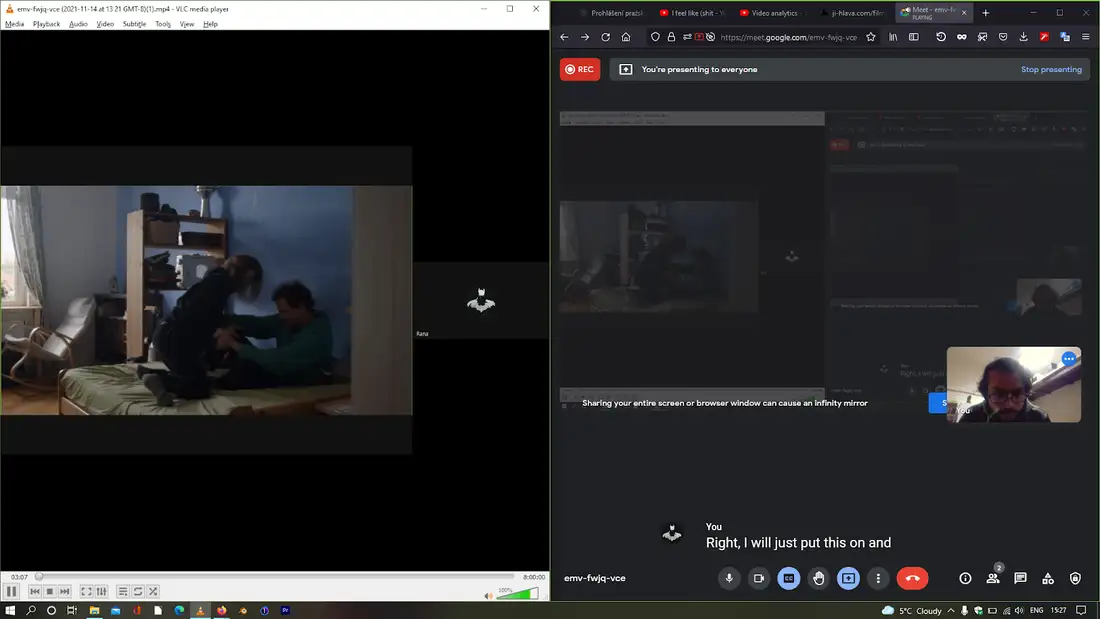 emv-fwjq-vce (2021-11-14 at 13 21 GMT-8)(1).mp4 - VLC media player
Media Playback Audio Video Subtitle Tools View Help
Rana
03:07
8:00:00
100%
Prohlášení pražsk
I feel like (shit - Y
Video analytics -
ji-hlava.com/film
Meet - emv-f
PLAYING
https://meet.google.com/emv-fwjq-vce
REC
You're presenting to everyone
Stop presenting
Sharing your entire screen or browser window can cause an infinity mirror
S
You
You
Right, I will just put this on and
emv-fwjq-vce
2
5°C Cloudy
ENG
15:27